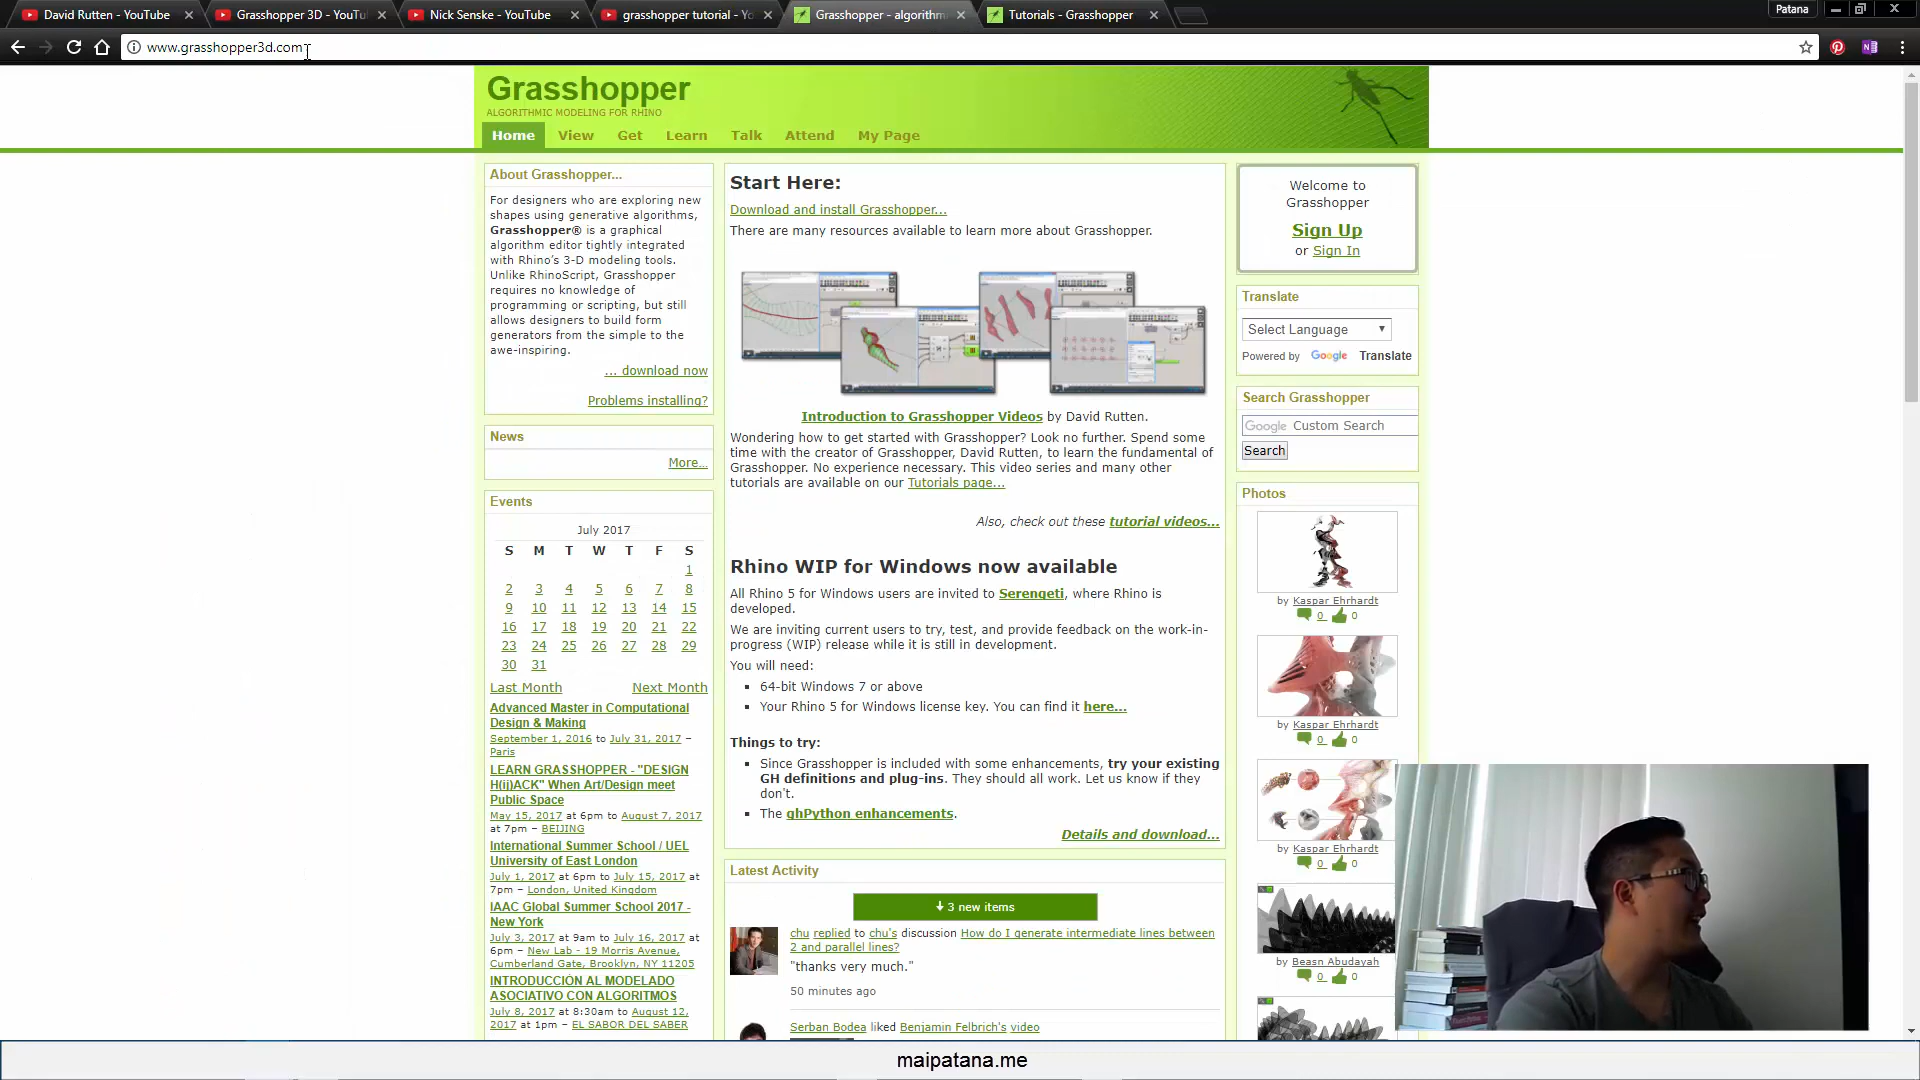 David Rutten - YouTube
Grasshopper 3D - YouTu
Nick Senske - YouTube
grasshopper tutorial - Yo
Grasshopper - algorithm
Tutorials - Grasshopper
Patana
www.grasshopper3d.com
Grasshopper
ALGORITHMIC MODELING FOR RHINO
Home View Get Learn Talk Attend My Page
About Grasshopper...
For designers who are exploring new
shapes using generative algorithms,
Grasshopper® is a graphical
algorithm editor tightly integrated
with Rhino's 3-D modeling tools.
Unlike RhinoScript, Grasshopper
requires no knowledge of
programming or scripting, but still
allows designers to build form
generators from the simple to the
awe-inspiring.
... download now
Problems installing?
News
More...
Events
July 2017
S M T W T F S
1
2 3 4 5 6 7 8
9 10 11 12 13 14 15
16 17 18 19 20 21 22
23 24 25 26 27 28 29
30 31
Last Month Next Month
Advanced Master in Computational
Design & Making
September 1, 2016 to July 31, 2017 –
Paris
LEARN GRASSHOPPER - "DESIGN
H(ij)ACK" When Art/Design meet
Public Space
May 15, 2017 at 6pm to August 7, 2017
at 7pm – BEIJING
International Summer School / UEL
University of East London
July 1, 2017 at 6pm to July 15, 2017 at
7pm – London, United Kingdom
IAAC Global Summer School 2017 -
New York
July 3, 2017 at 9am to July 16, 2017 at
6pm – New Lab - 19 Morris Avenue,
Cumberland Gate, Brooklyn, NY 11205
INTRODUCCIÓN AL MODELADO
ASOCIATIVO CON ALGORITMOS
July 8, 2017 at 8:30am to August 12,
2017 at 1pm – EL SABOR DEL SABER
Start Here:
Download and install Grasshopper...
There are many resources available to learn more about Grasshopper.
Introduction to Grasshopper Videos by David Rutten.
Wondering how to get started with Grasshopper? Look no further. Spend some
time with the creator of Grasshopper, David Rutten, to learn the fundamental of
Grasshopper. No experience necessary. This video series and many other
tutorials are available on our Tutorials page...
Also, check out these tutorial videos...
Rhino WIP for Windows now available
All Rhino 5 for Windows users are invited to Serengeti, where Rhino is
developed.
We are inviting current users to try, test, and provide feedback on the work-in-
progress (WIP) release while it is still in development.
You will need:
64-bit Windows 7 or above
Your Rhino 5 for Windows license key. You can find it here...
Things to try:
Since Grasshopper is included with some enhancements, try your existing
GH definitions and plug-ins. They should all work. Let us know if they
don't.
The ghPython enhancements.
Details and download...
Latest Activity
3 new items
chu replied to chu's discussion How do I generate intermediate lines between
2 and parallel lines?
"thanks very much."
50 minutes ago
Serban Bodea liked Benjamin Felbrich's video
Welcome to
Grasshopper
Sign Up
or Sign In
Translate
Select Language
Powered by Google Translate
Search Grasshopper
Google Custom Search
Search
Photos
by Kaspar Ehrhardt
0 0
by Kaspar Ehrhardt
0 0
by Kaspar Ehrhardt
0 0
by Beasn Abudayah
0 0
maipatana.me